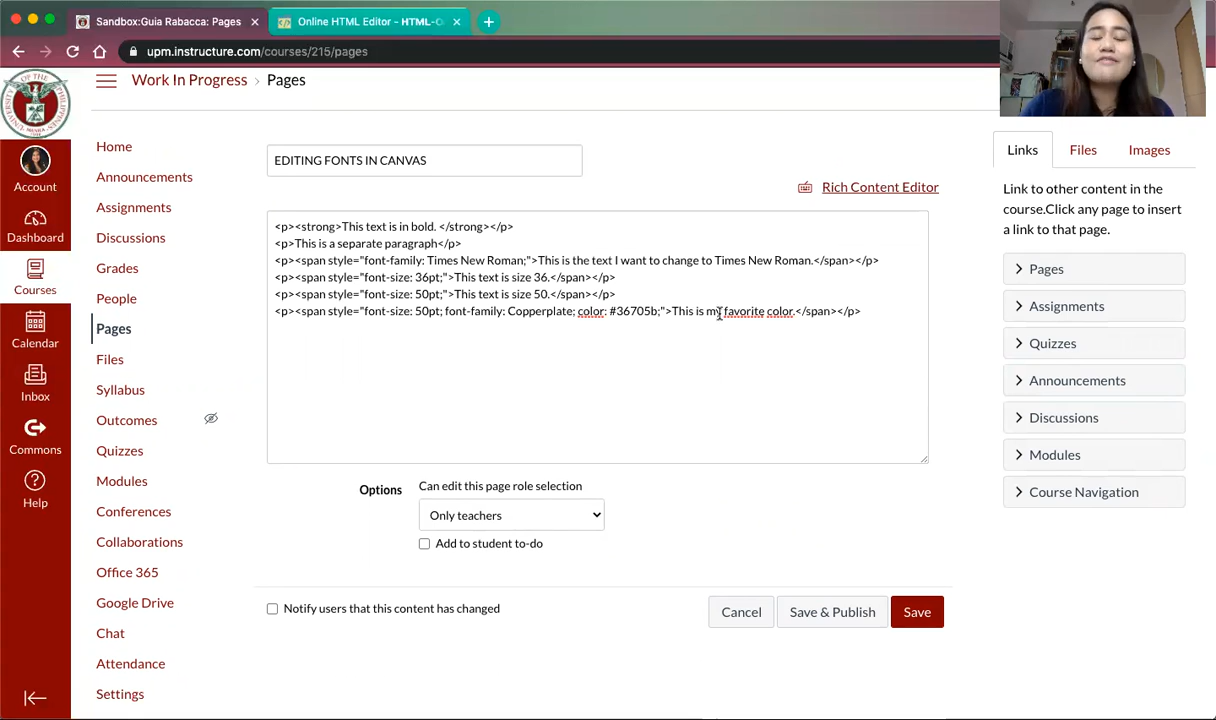 Sandbox:Guia Rabacca: Pages
Online HTML Editor - HTML-O
upm.instructure.com/courses/215/pages
Work In Progress > Pages
Account
Dashboard
Courses
Calendar
Inbox
Commons
Help
Home
Announcements
Assignments
Discussions
Grades
People
Pages
Files
Syllabus
Outcomes
Quizzes
Modules
Conferences
Collaborations
Office 365
Google Drive
Chat
Attendance
Settings
EDITING FONTS IN CANVAS
Rich Content Editor
<p><strong>This text is in bold. </strong></p>
<p>This is a separate paragraph</p>
<p><span style="font-family: Times New Roman;">This is the text I want to change to Times New Roman.</span></p>
<p><span style="font-size: 36pt;">This text is size 36.</span></p>
<p><span style="font-size: 50pt;">This text is size 50.</span></p>
<p><span style="font-size: 50pt; font-family: Copperplate; color: #36705b;">This is my favorite color.</span></p>
Options
Can edit this page role selection
Only teachers
Add to student to-do
Notify users that this content has changed
Cancel
Save & Publish
Save
Links
Files
Images
Link to other content in the
course.Click any page to insert
a link to that page.
Pages
Assignments
Quizzes
Announcements
Discussions
Modules
Course Navigation